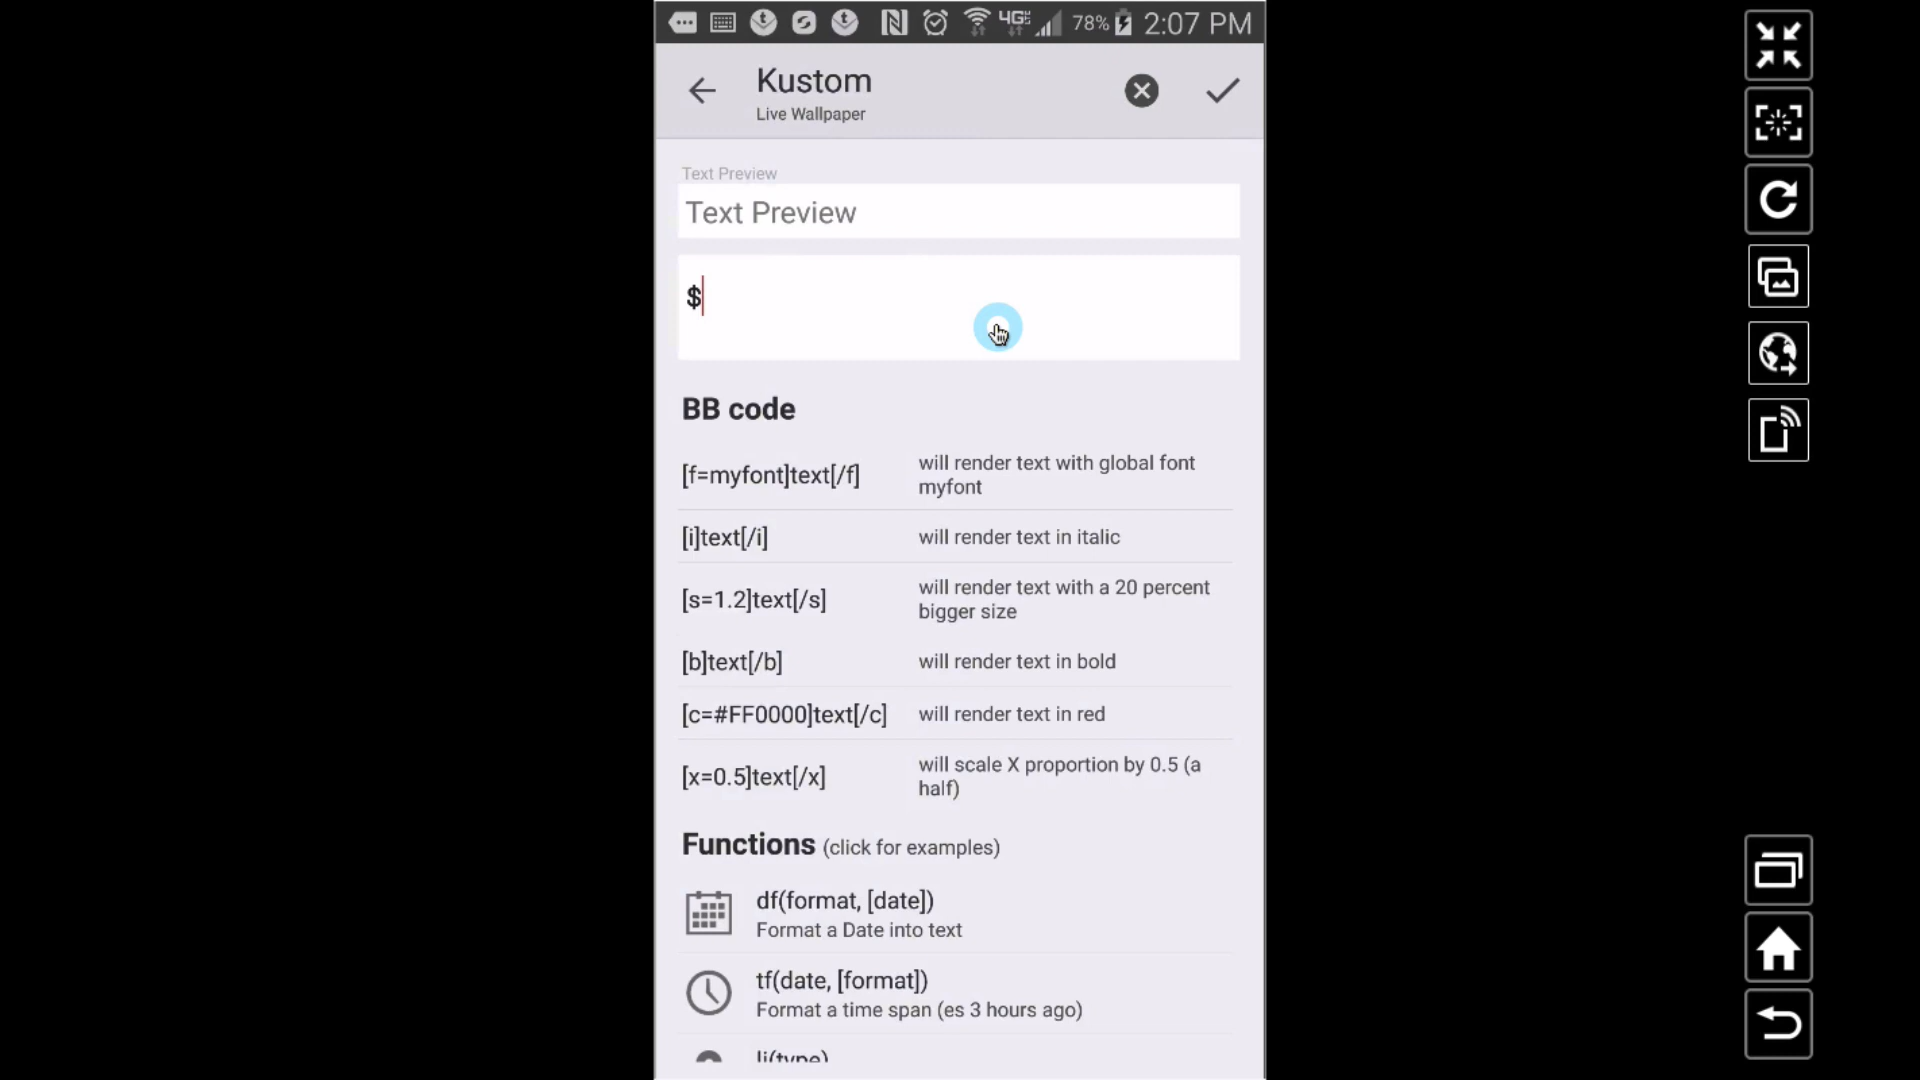 78% 2:07 PM
Kustom
Live Wallpaper
Text Preview
Text Preview
$
BB code
[f=myfont]text[/f] will render text with global font
myfont
[i]text[/i] will render text in italic
[s=1.2]text[/s] will render text with a 20 percent
bigger size
[b]text[/b] will render text in bold
[c=#FF0000]text[/c] will render text in red
[x=0.5]text[/x] will scale X proportion by 0.5 (a
half)
Functions (click for examples)
df(format, [date])
Format a Date into text
tf(date, [format])
Format a time span (es 3 hours ago)
li(type)